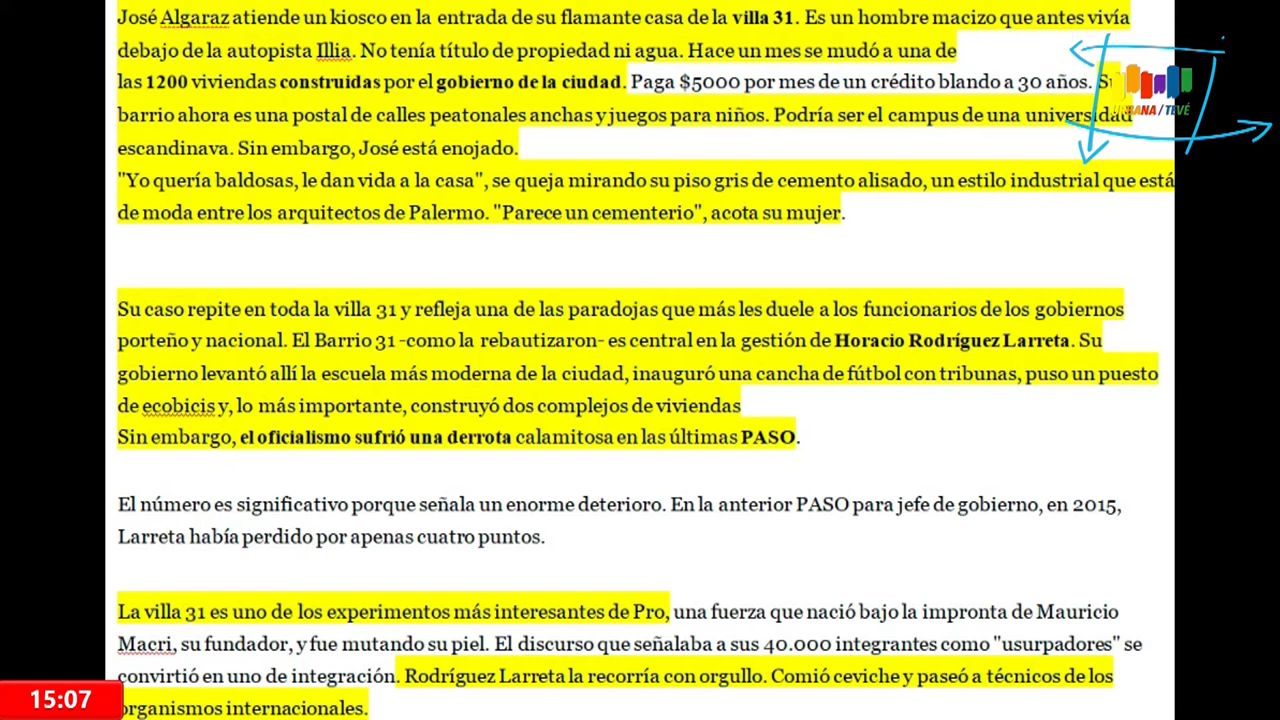 José Algaraz atiende un kiosco en la entrada de su flamante casa de la villa 31. Es un hombre macizo que antes vivía
debajo de la autopista Illia. No tenía título de propiedad ni agua. Hace un mes se mudó a una de
las 1200 viviendas construidas por el gobierno de la ciudad. Paga $5000 por mes de un crédito blando a 30 años. Su
barrio ahora es una postal de calles peatonales anchas y juegos para niños. Podría ser el campus de una universidad
escandinava. Sin embargo, José está enojado.
"Yo quería baldosas, le dan vida a la casa", se queja mirando su piso gris de cemento alisado, un estilo industrial que está
de moda entre los arquitectos de Palermo. "Parece un cementerio", acota su mujer.
Su caso repite en toda la villa 31 y refleja una de las paradojas que más les duele a los funcionarios de los gobiernos
porteño y nacional. El Barrio 31 -como la rebautizaron- es central en la gestión de Horacio Rodríguez Larreta. Su
gobierno levantó allí la escuela más moderna de la ciudad, inauguró una cancha de fútbol con tribunas, puso un puesto
de ecobicis y, lo más importante, construyó dos complejos de viviendas
Sin embargo, el oficialismo sufrió una derrota calamitosa en las últimas PASO.
El número es significativo porque señala un enorme deterioro. En la anterior PASO para jefe de gobierno, en 2015,
Larreta había perdido por apenas cuatro puntos.
La villa 31 es uno de los experimentos más interesantes de Pro, una fuerza que nació bajo la impronta de Mauricio
Macri, su fundador, y fue mutando su piel. El discurso que señalaba a sus 40.000 integrantes como "usurpadores" se
convirtió en uno de integración. Rodríguez Larreta la recorría con orgullo. Comió ceviche y paseó a técnicos de los
organismos internacionales.
URBANA/TEVÉ
15:07